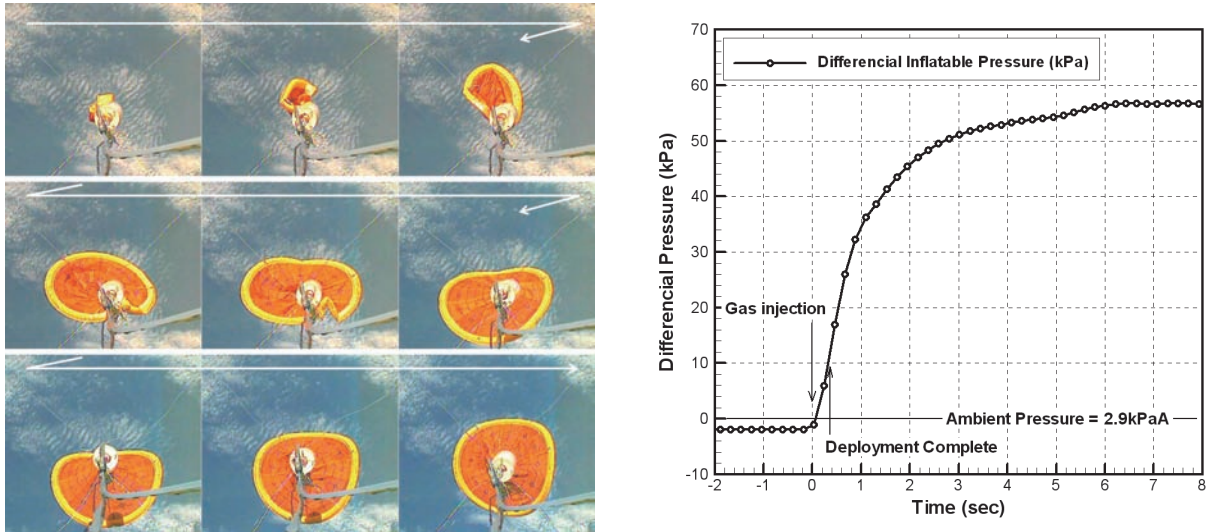 Differencial Inflatable Pressure (kPa)
Differencial Pressure (kPa)
70
60
50
40
30
20
10
0
-10
Gas injection
Ambient Pressure = 2.9kPaA
Deployment Complete
-2 -1 0 1 2 3 4 5 6 7 8
Time (sec)